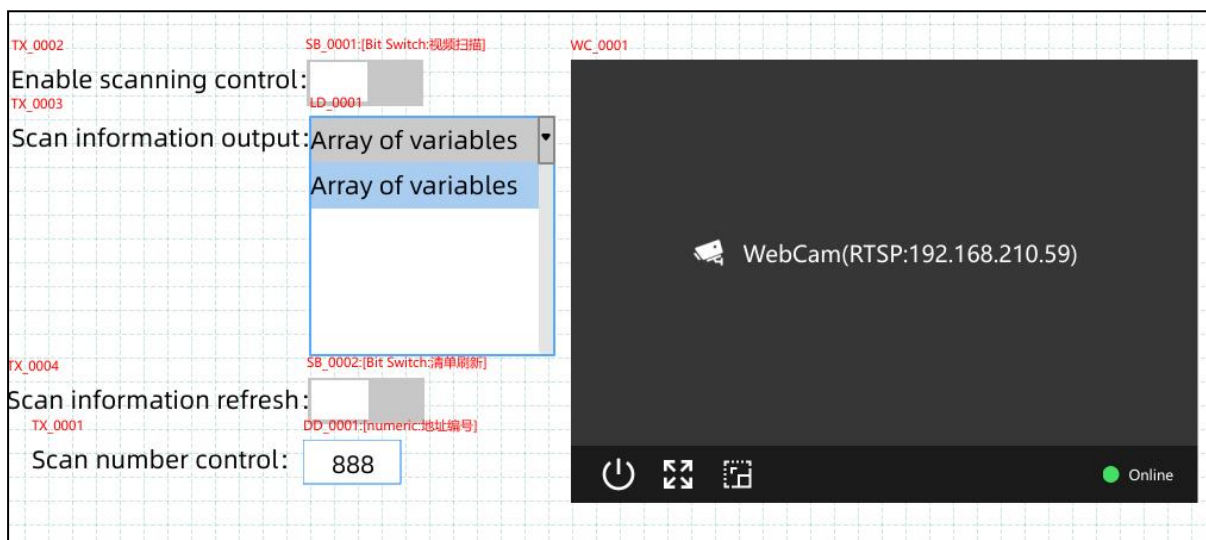 TX_0002
SB_0001:[Bit Switch:视频扫描]
WC_0001
Enable scanning control:
TX_0003
LD_0001
Scan information output:
Array of variables
Array of variables
WebCam(RTSP:192.168.210.59)
TX_0004
SB_0002:[Bit Switch:清单刷新]
Scan information refresh:
TX_0001
DD_0001:[numeric:地址编号]
Scan number control:
888
Online